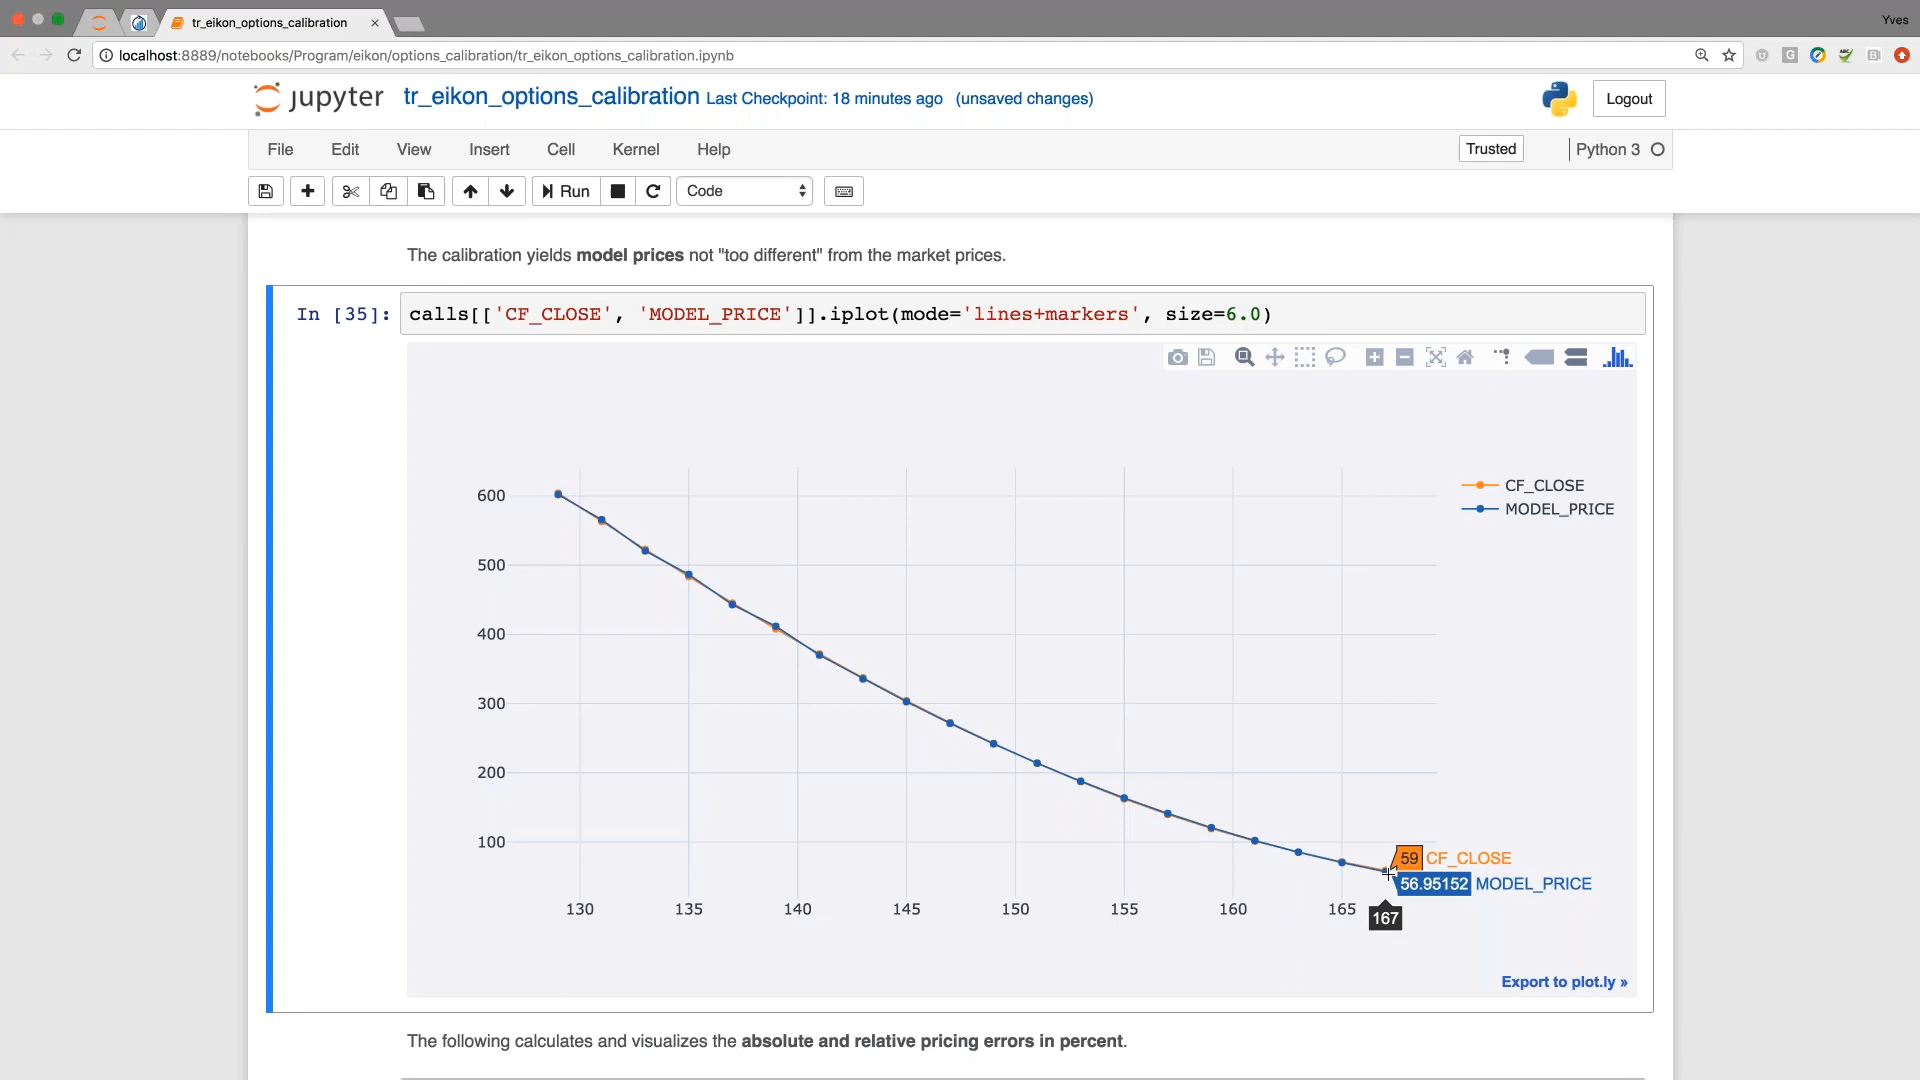 tr_eikon_options_calibration
Yves
localhost:8889/notebooks/Program/eikon/options_calibration/tr_eikon_options_calibration.ipynb
jupyter tr_eikon_options_calibration Last Checkpoint: 18 minutes ago (unsaved changes)
Logout
File Edit View Insert Cell Kernel Help
Trusted
Python 3
Run
Code
The calibration yields model prices not "too different" from the market prices.
In [35]: calls[['CF_CLOSE', 'MODEL_PRICE']].iplot(mode='lines+markers', size=6.0)
CF_CLOSE
MODEL_PRICE
600
500
400
300
200
100
59 CF_CLOSE
56.95152 MODEL_PRICE
130 135 140 145 150 155 160 165
167
Export to plot.ly »
The following calculates and visualizes the absolute and relative pricing errors in percent.